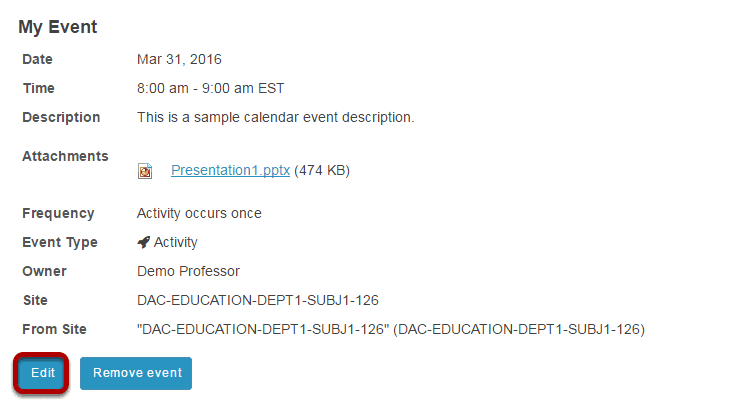 My Event
Date Mar 31, 2016
Time 8:00 am - 9:00 am EST
Description This is a sample calendar event description.
Attachments
Presentation1.pptx (474 KB)
Frequency Activity occurs once
Event Type Activity
Owner Demo Professor
Site DAC-EDUCATION-DEPT1-SUBJ1-126
From Site "DAC-EDUCATION-DEPT1-SUBJ1-126" (DAC-EDUCATION-DEPT1-SUBJ1-126)
Edit Remove event